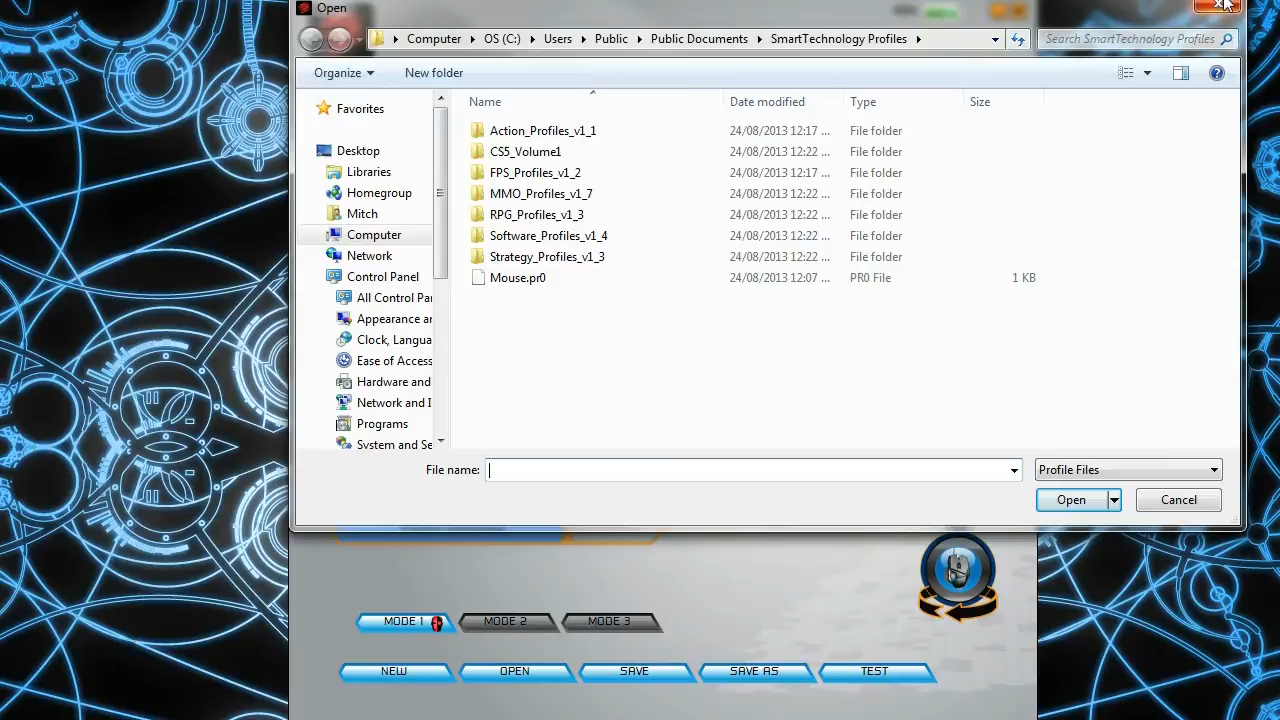 Open
Computer ▸ OS (C:) ▸ Users ▸ Public ▸ Public Documents ▸ SmartTechnology Profiles ▸
Search SmartTechnology Profiles
Organize
New folder
Name Date modified Type Size
Favorites
Desktop
Libraries
Homegroup
Mitch
Computer
Network
Control Panel
All Control Par
Appearance ar
Clock, Langua
Ease of Access
Hardware and
Network and I
Programs
System and Se
Action_Profiles_v1_1 24/08/2013 12:17 ... File folder
CS5_Volume1 24/08/2013 12:22 ... File folder
FPS_Profiles_v1_2 24/08/2013 12:17 ... File folder
MMO_Profiles_v1_7 24/08/2013 12:22 ... File folder
RPG_Profiles_v1_3 24/08/2013 12:22 ... File folder
Software_Profiles_v1_4 24/08/2013 12:22 ... File folder
Strategy_Profiles_v1_3 24/08/2013 12:22 ... File folder
Mouse.pr0 24/08/2013 12:07 ... PR0 File 1 KB
File name:
Profile Files
Open Cancel
MODE 1 MODE 2 MODE 3
NEW OPEN SAVE SAVE AS TEST